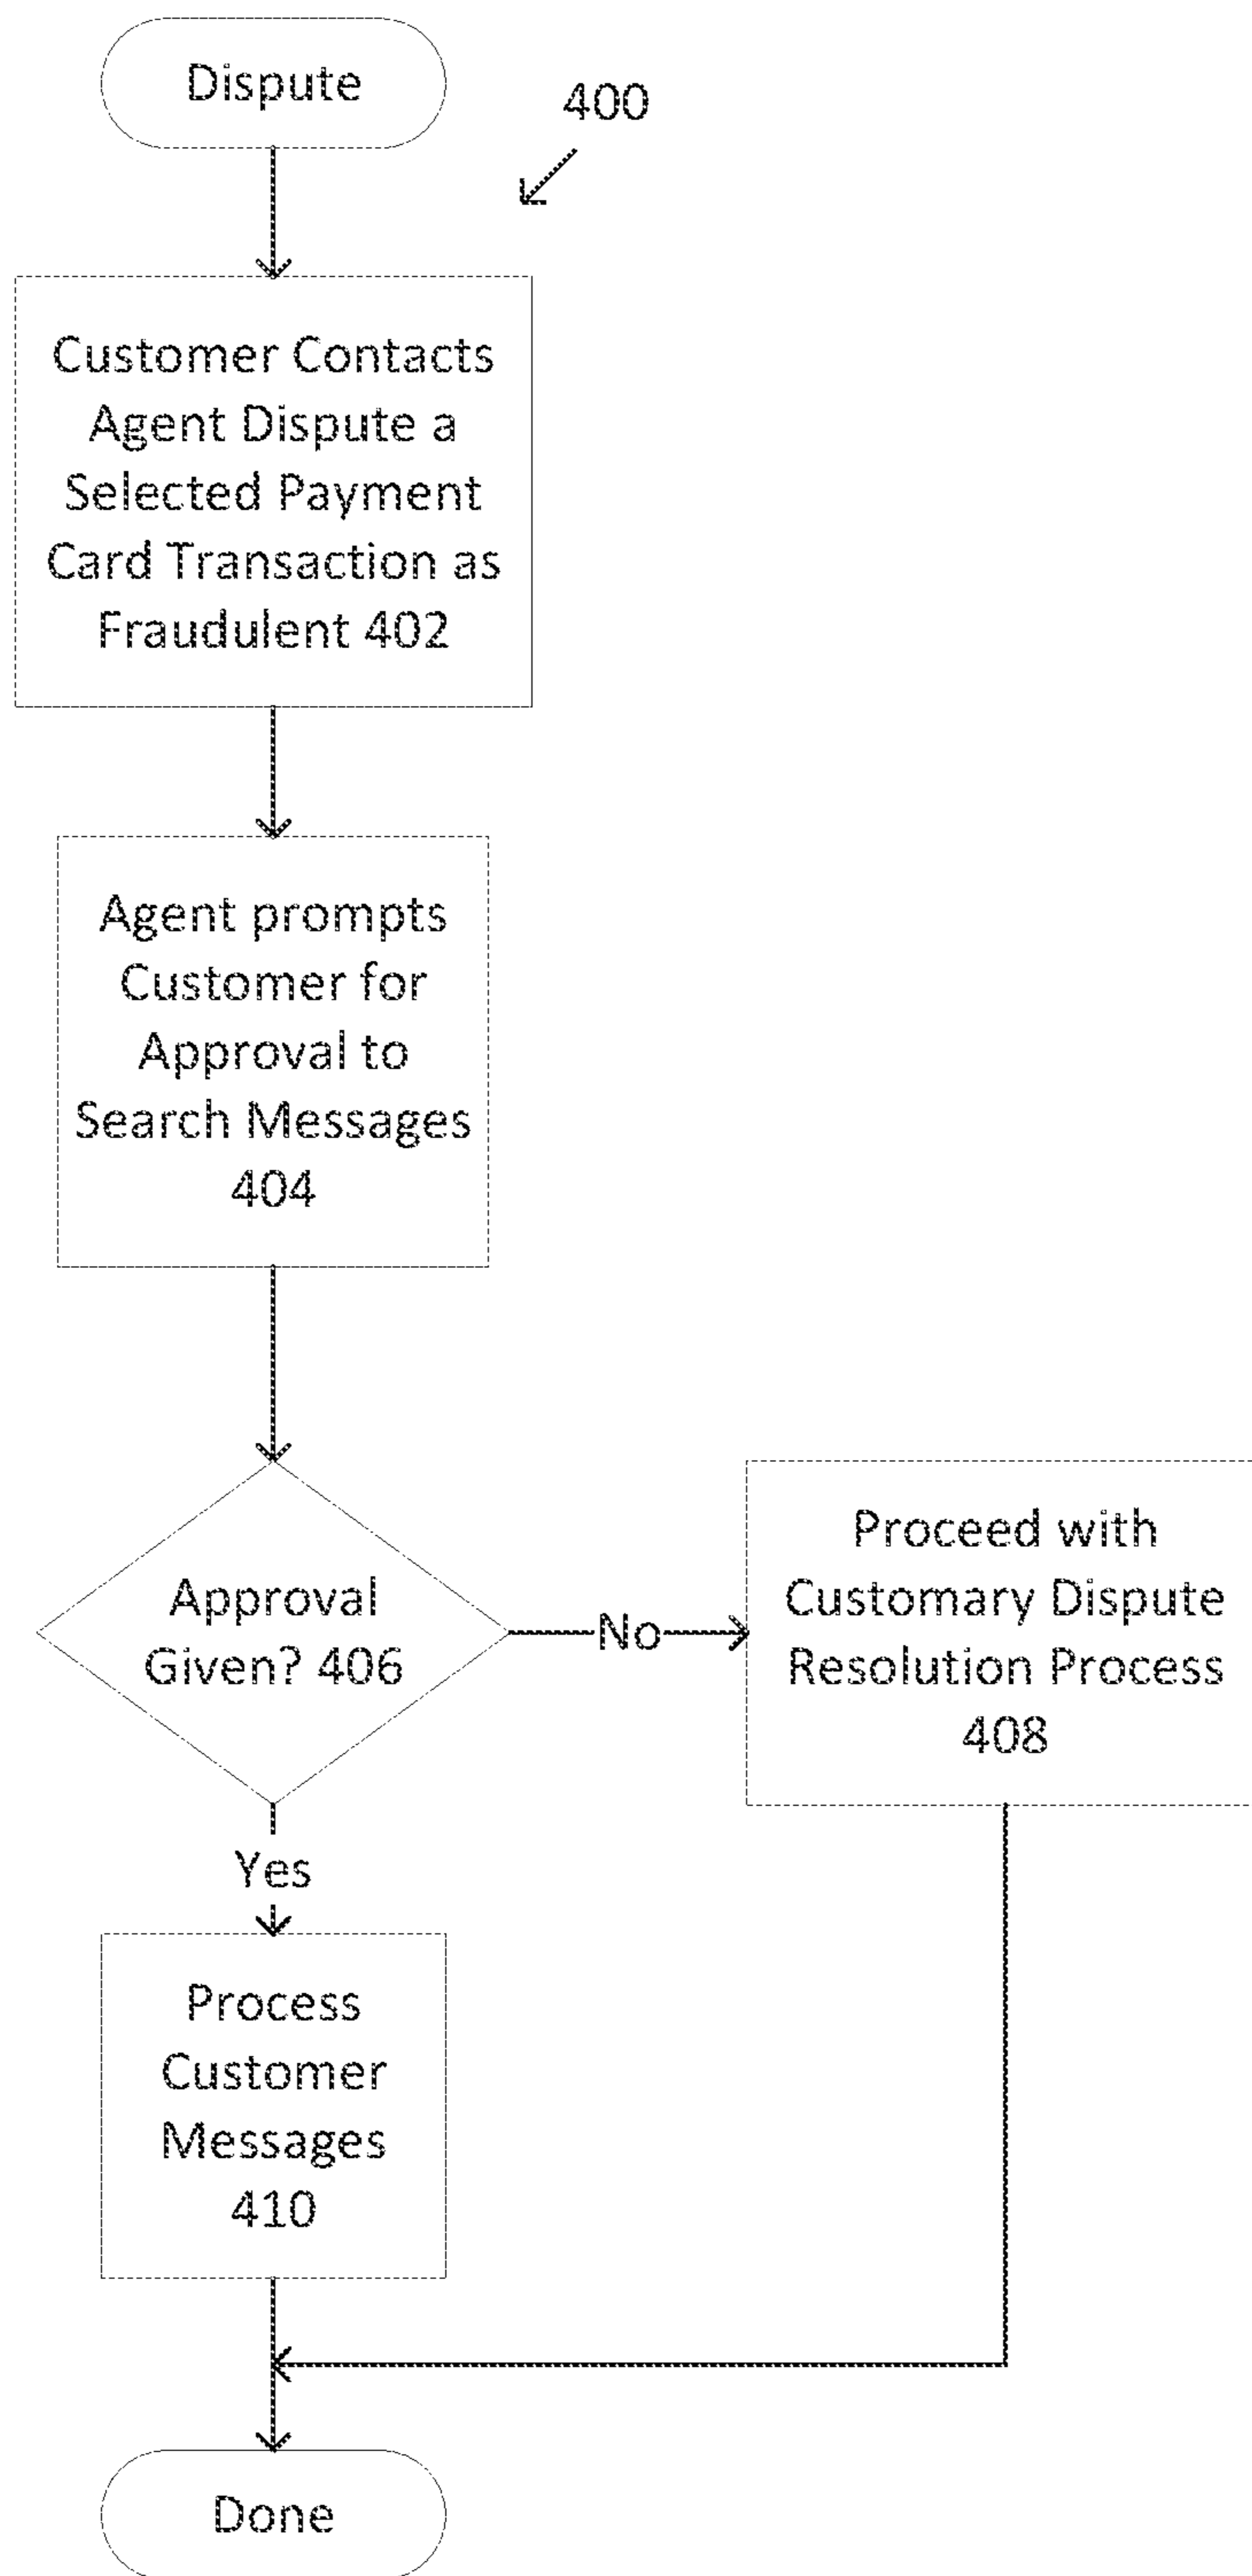 Dispute
400
Customer Contacts
Agent Dispute a
Selected Payment
Card Transaction as
Fraudulent 402
Agent prompts
Customer for
Approval to
Search Messages
404
Approval
Given? 406
No
Proceed with
Customary Dispute
Resolution Process
408
Yes
Process
Customer
Messages
410
Done